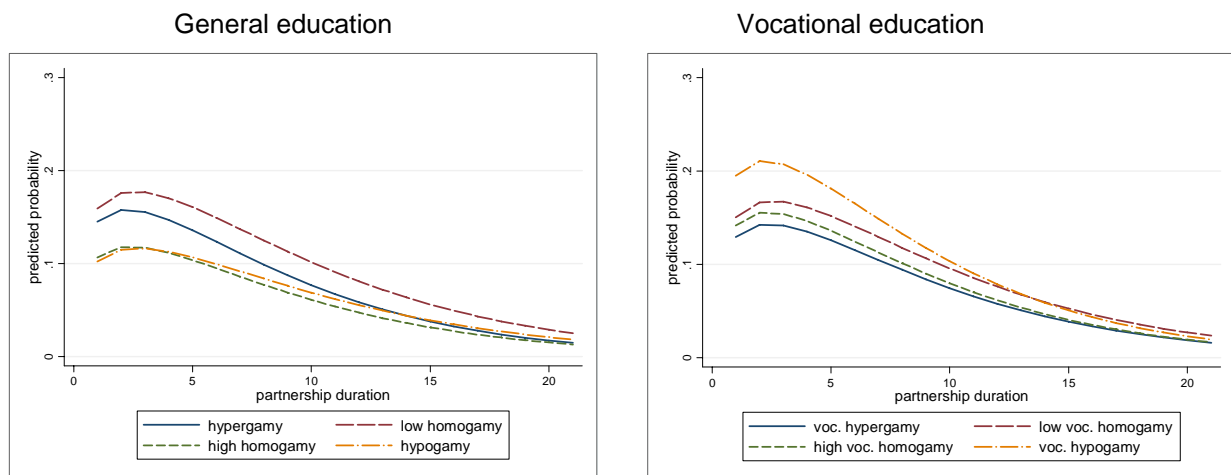 General education
Vocational education
.3
.2
.1
0
predicted probability
0 5 10 15 20
partnership duration
hypergamy low homogamy
high homogamy hypogamy
.3
.2
.1
0
predicted probability
0 5 10 15 20
partnership duration
voc. hypergamy low voc. homogamy
high voc. homogamy voc. hypogamy